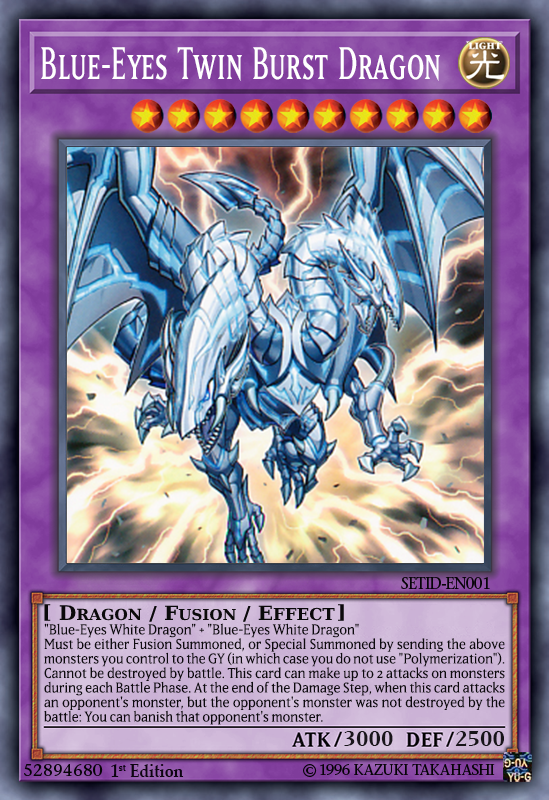 Blue-Eyes Twin Burst Dragon
LIGHT
光
SETID-EN001
[ Dragon / Fusion / Effect ]
"Blue-Eyes White Dragon" + "Blue-Eyes White Dragon"
Must be either Fusion Summoned, or Special Summoned by sending the above
monsters you control to the GY (in which case you do not use "Polymerization").
Cannot be destroyed by battle. This card can make up to 2 attacks on monsters
during each Battle Phase. At the end of the Damage Step, when this card attacks
an opponent's monster, but the opponent's monster was not destroyed by the
battle: You can banish that opponent's monster.
ATK/3000 DEF/2500
52894680 1st Edition © 1996 KAZUKI TAKAHASHI